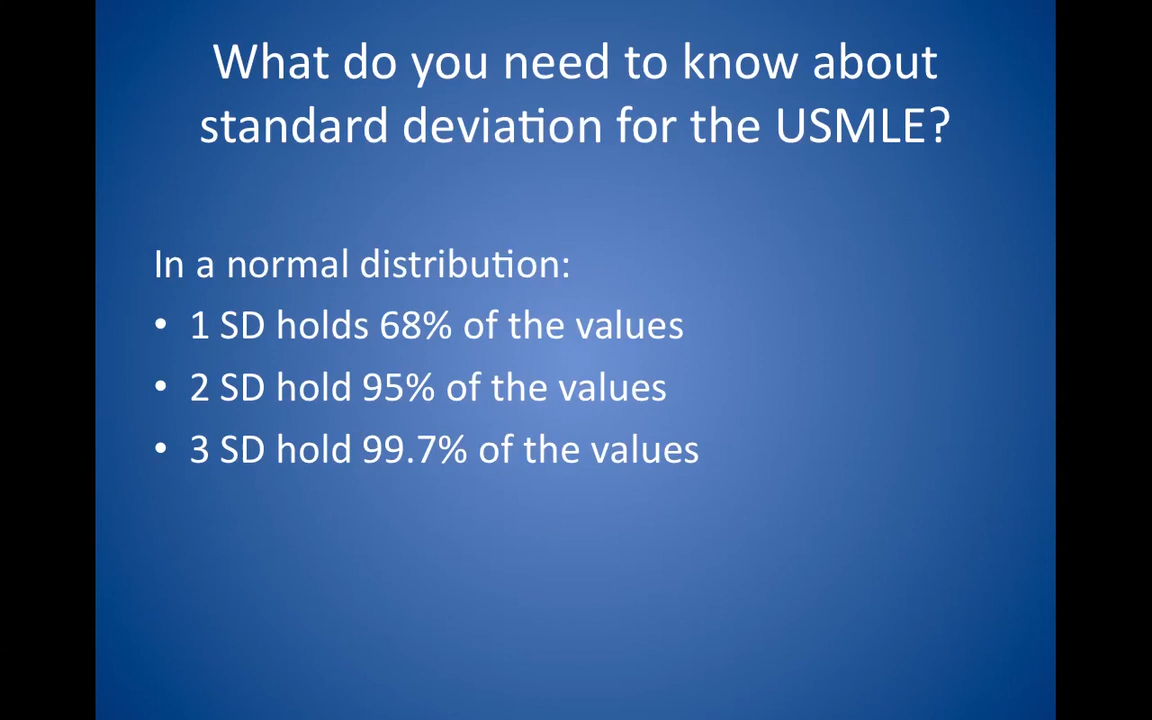 What do you need to know about
standard deviation for the USMLE?
In a normal distribution:
• 1 SD holds 68% of the values
• 2 SD hold 95% of the values
• 3 SD hold 99.7% of the values